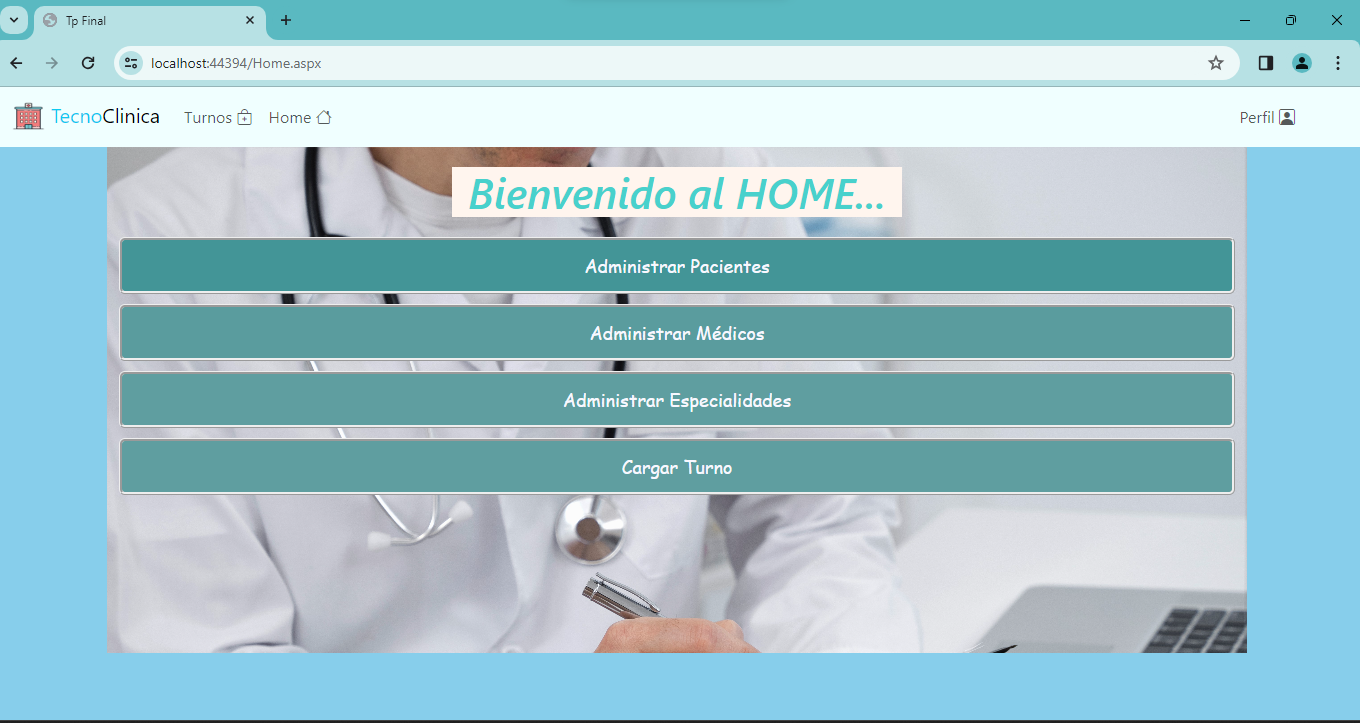 Tp Final
localhost:44394/Home.aspx
TecnoClinica Turnos Home Perfil
Bienvenido al HOME...
Administrar Pacientes
Administrar Médicos
Administrar Especialidades
Cargar Turno